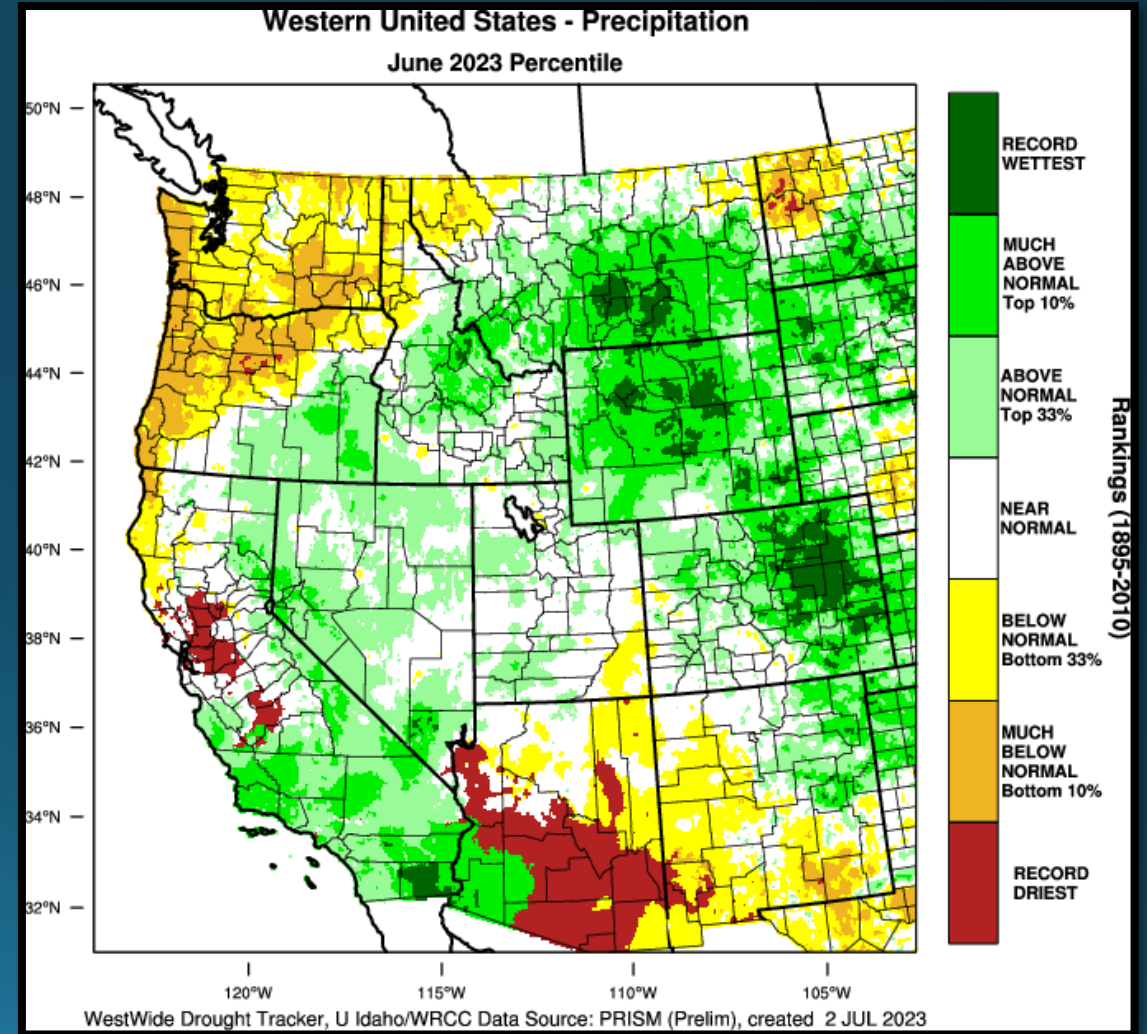 Western United States - Precipitation
June 2023 Percentile
50°N
48°N
46°N
44°N
42°N
40°N
38°N
36°N
34°N
32°N
120°W
115°W
110°W
105°W
RECORD
WETTEST
MUCH
ABOVE
NORMAL
Top 10%
ABOVE
NORMAL
Top 33%
NEAR
NORMAL
BELOW
NORMAL
Bottom 33%
MUCH
BELOW
NORMAL
Bottom 10%
RECORD
DRIEST
Rankings (1895-2010)
WestWide Drought Tracker, U Idaho/WRCC Data Source: PRISM (Prelim), created 2 JUL 2023